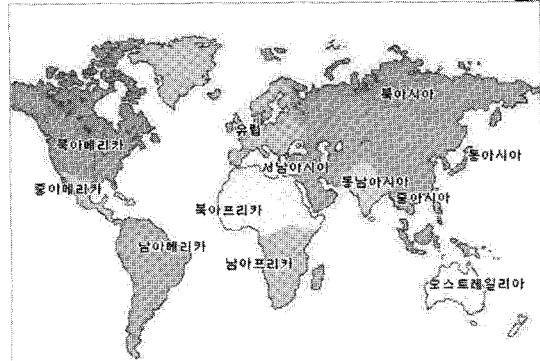 북아시아
유럽
북아메리카
동아시아
서남아시아
중아메리카
동남아시아
동아시아
북아프리카
남아메리카
남아프리카
오스트레일리아